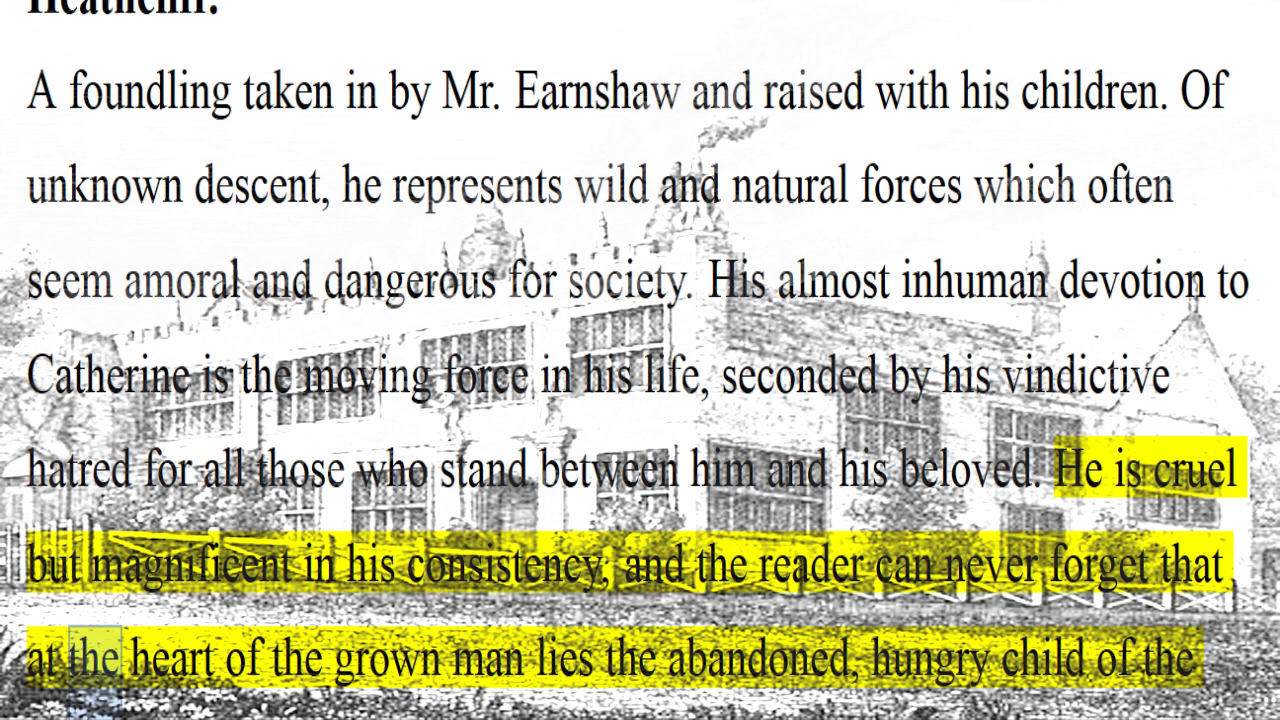 Heathcliff:
A foundling taken in by Mr. Earnshaw and raised with his children. Of
unknown descent, he represents wild and natural forces which often
seem amoral and dangerous for society. His almost inhuman devotion to
Catherine is the moving force in his life, seconded by his vindictive
hatred for all those who stand between him and his beloved. He is cruel
but magnificent in his consistency, and the reader can never forget that
at the heart of the grown man lies the abandoned, hungry child of the